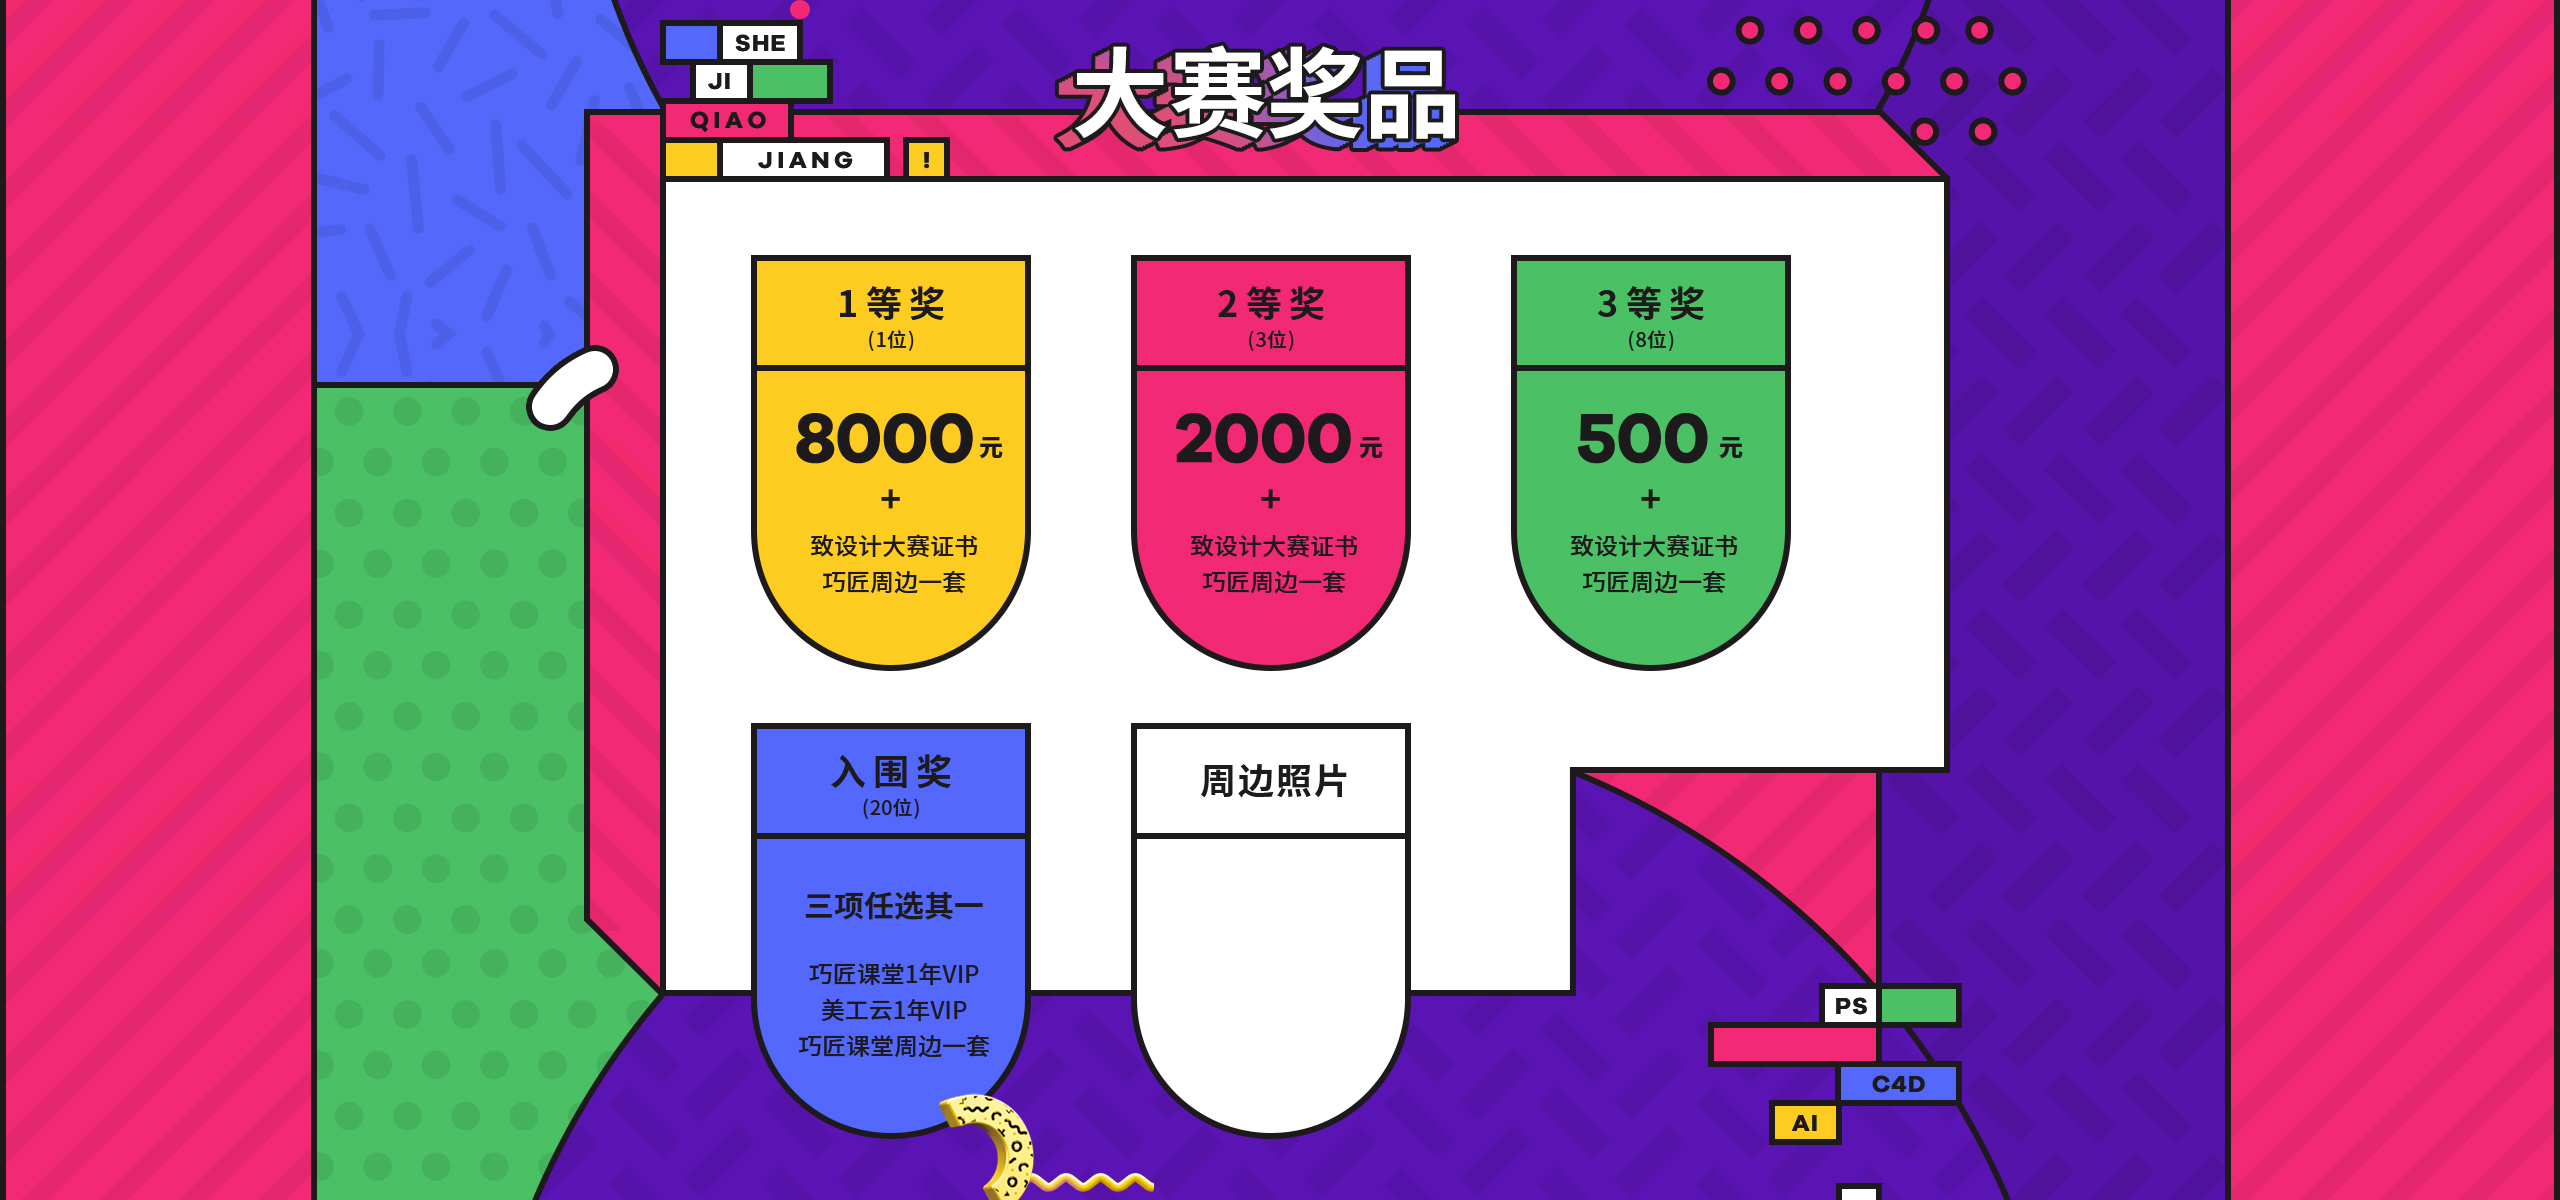 SHE
JI
QIAO
JIANG !
大赛奖品
1等奖
(1位)
8000元
+
致设计大赛证书
巧匠周边一套
2等奖
(3位)
2000元
+
致设计大赛证书
巧匠周边一套
3等奖
(8位)
500元
+
致设计大赛证书
巧匠周边一套
入围奖
(20位)
三项任选其一
巧匠课堂1年VIP
美工云1年VIP
巧匠课堂周边一套
周边照片
PS
C4D
AI